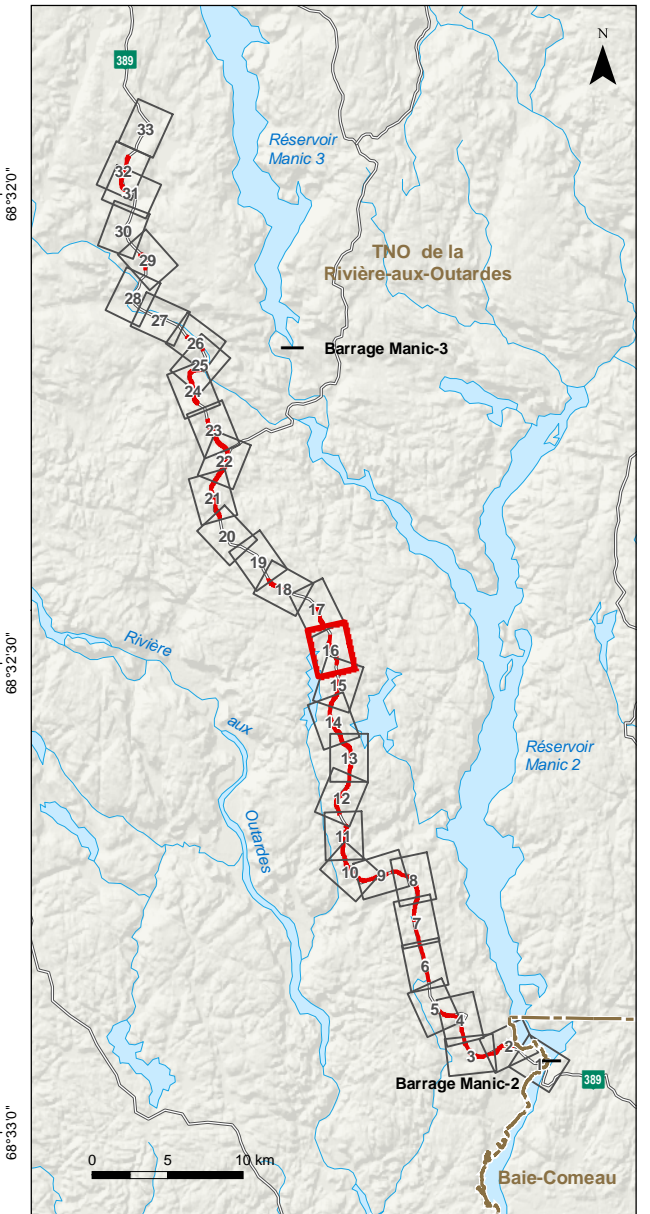 N
389
33
Réservoir
Manic 3
32
68°32'0"
31
30
TNO de la
Rivière-aux-Outardes
29
28
27
26
Barrage Manic-3
25
24
23
22
21
20
19
18
17
Rivière
aux
Outardes
16
68°32'30"
15
14
13
Réservoir
Manic 2
12
11
10
9
8
7
6
5
4
3
2
1
Barrage Manic-2
389
68°33'0"
0 5 10 km
Baie-Comeau